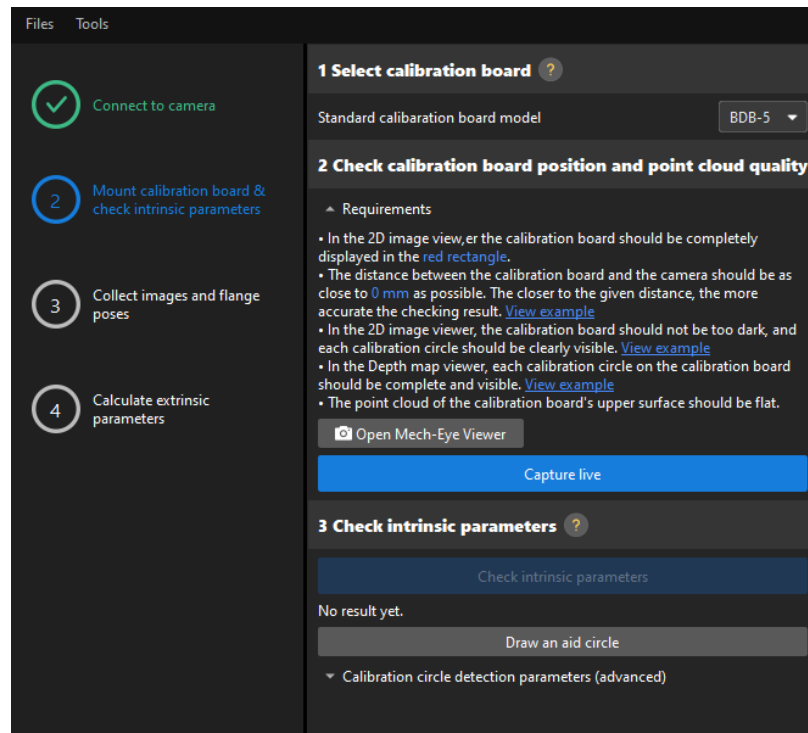 Files Tools
Connect to camera
2 Mount calibration board &
check intrinsic parameters
3 Collect images and flange
poses
4 Calculate extrinsic
parameters
1 Select calibration board ?
Standard calibaration board model BDB-5
2 Check calibration board position and point cloud quality
Requirements
• In the 2D image view,er the calibration board should be completely
displayed in the red rectangle.
• The distance between the calibration board and the camera should be as
close to 0 mm as possible. The closer to the given distance, the more
accurate the checking result. View example
• In the 2D image viewer, the calibration board should not be too dark, and
each calibration circle should be clearly visible. View example
• In the Depth map viewer, each calibration circle on the calibration board
should be complete and visible. View example
• The point cloud of the calibration board's upper surface should be flat.
Open Mech-Eye Viewer
Capture live
3 Check intrinsic parameters ?
Check intrinsic parameters
No result yet.
Draw an aid circle
Calibration circle detection parameters (advanced)